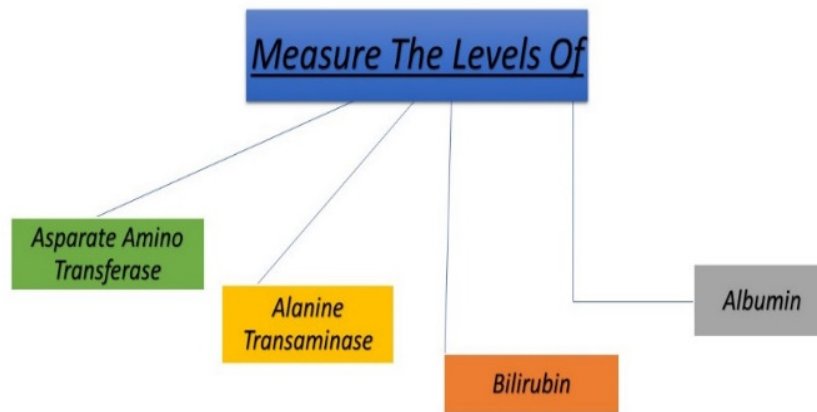 Measure The Levels Of
Asparate Amino
Transferase
Alanine
Transaminase
Bilirubin
Albumin